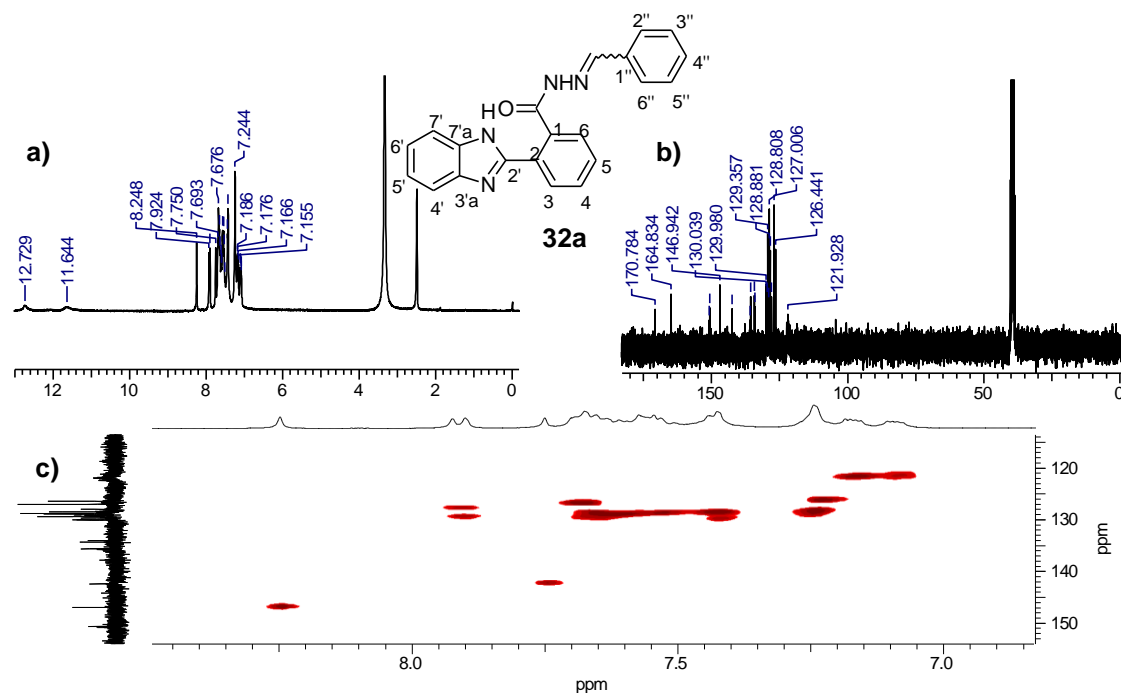 a)
12.729
11.644
8.248
7.924
7.750
7.693
7.676
7.244
7.186
7.176
7.166
7.155
12 10 8 6 4 2 0
2'' 3''
4''
1''
6'' 5''
NH N
O
H
7' 7'a N 1 6
6' 2 5
5' 2'
3'a N 3 4
4'
32a
b)
170.784
164.834
146.942
130.039
129.980
129.357
128.881
128.808
127.006
126.441
121.928
150 100 50 0
c)
120
130
140
150
ppm
8.0 7.5 7.0
ppm